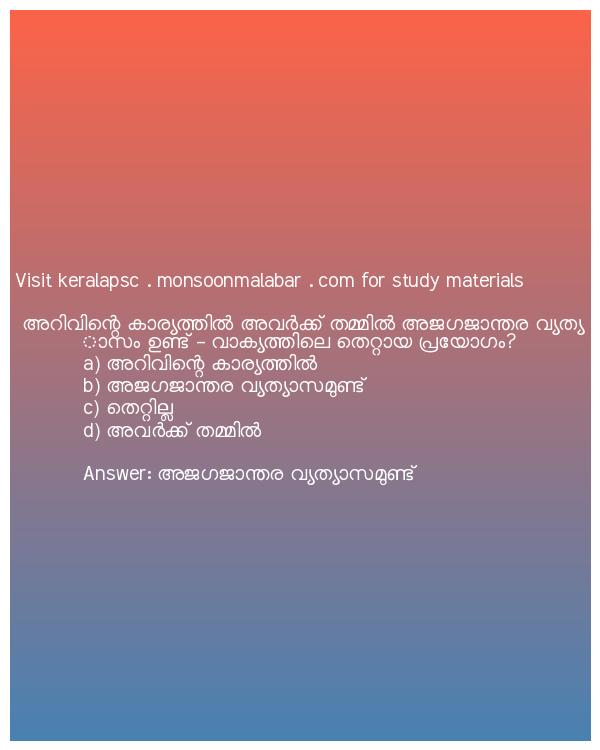 Visit keralapsc . monsoonmalabar . com for study materials
അറിവിന്റെ കാര്യത്തിൽ അവർക്ക് തമ്മിൽ അജഗജാന്തര വ്യത്യ
ാസം ഉണ്ട് – വാക്യത്തിലെ തെറ്റായ പ്രയോഗം?
a) അറിവിന്റെ കാര്യത്തിൽ
b) അജഗജാന്തര വ്യത്യാസമുണ്ട്
c) തെറ്റില്ല
d) അവർക്ക് തമ്മിൽ
Answer: അജഗജാന്തര വ്യത്യാസമുണ്ട്